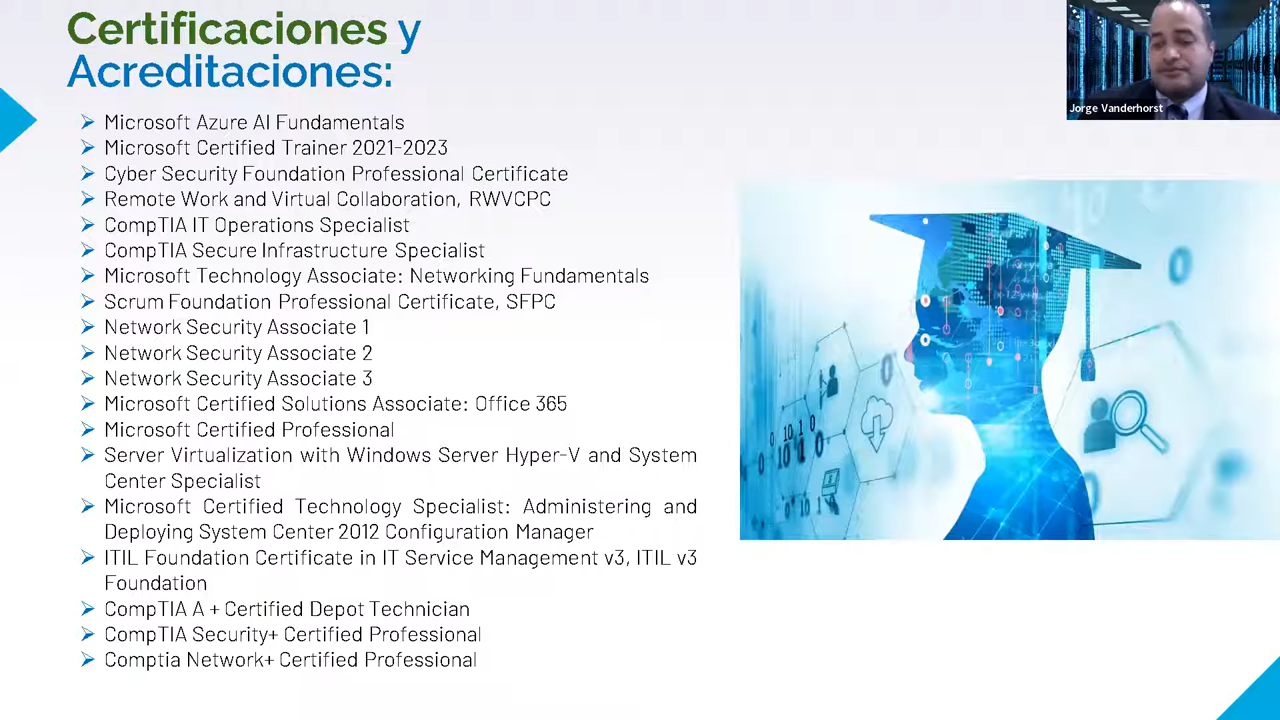 Certificaciones y
Acreditaciones:
Jorge Vanderhorst
➤ Microsoft Azure AI Fundamentals
➤ Microsoft Certified Trainer 2021-2023
➤ Cyber Security Foundation Professional Certificate
➤ Remote Work and Virtual Collaboration, RWVCPC
➤ CompTIA IT Operations Specialist
➤ CompTIA Secure Infrastructure Specialist
➤ Microsoft Technology Associate: Networking Fundamentals
➤ Scrum Foundation Professional Certificate, SFPC
➤ Network Security Associate 1
➤ Network Security Associate 2
➤ Network Security Associate 3
➤ Microsoft Certified Solutions Associate: Office 365
➤ Microsoft Certified Professional
➤ Server Virtualization with Windows Server Hyper-V and System
Center Specialist
➤ Microsoft Certified Technology Specialist: Administering and
Deploying System Center 2012 Configuration Manager
➤ ITIL Foundation Certificate in IT Service Management v3, ITIL v3
Foundation
➤ CompTIA A + Certified Depot Technician
➤ CompTIA Security+ Certified Professional
➤ Comptia Network+ Certified Professional